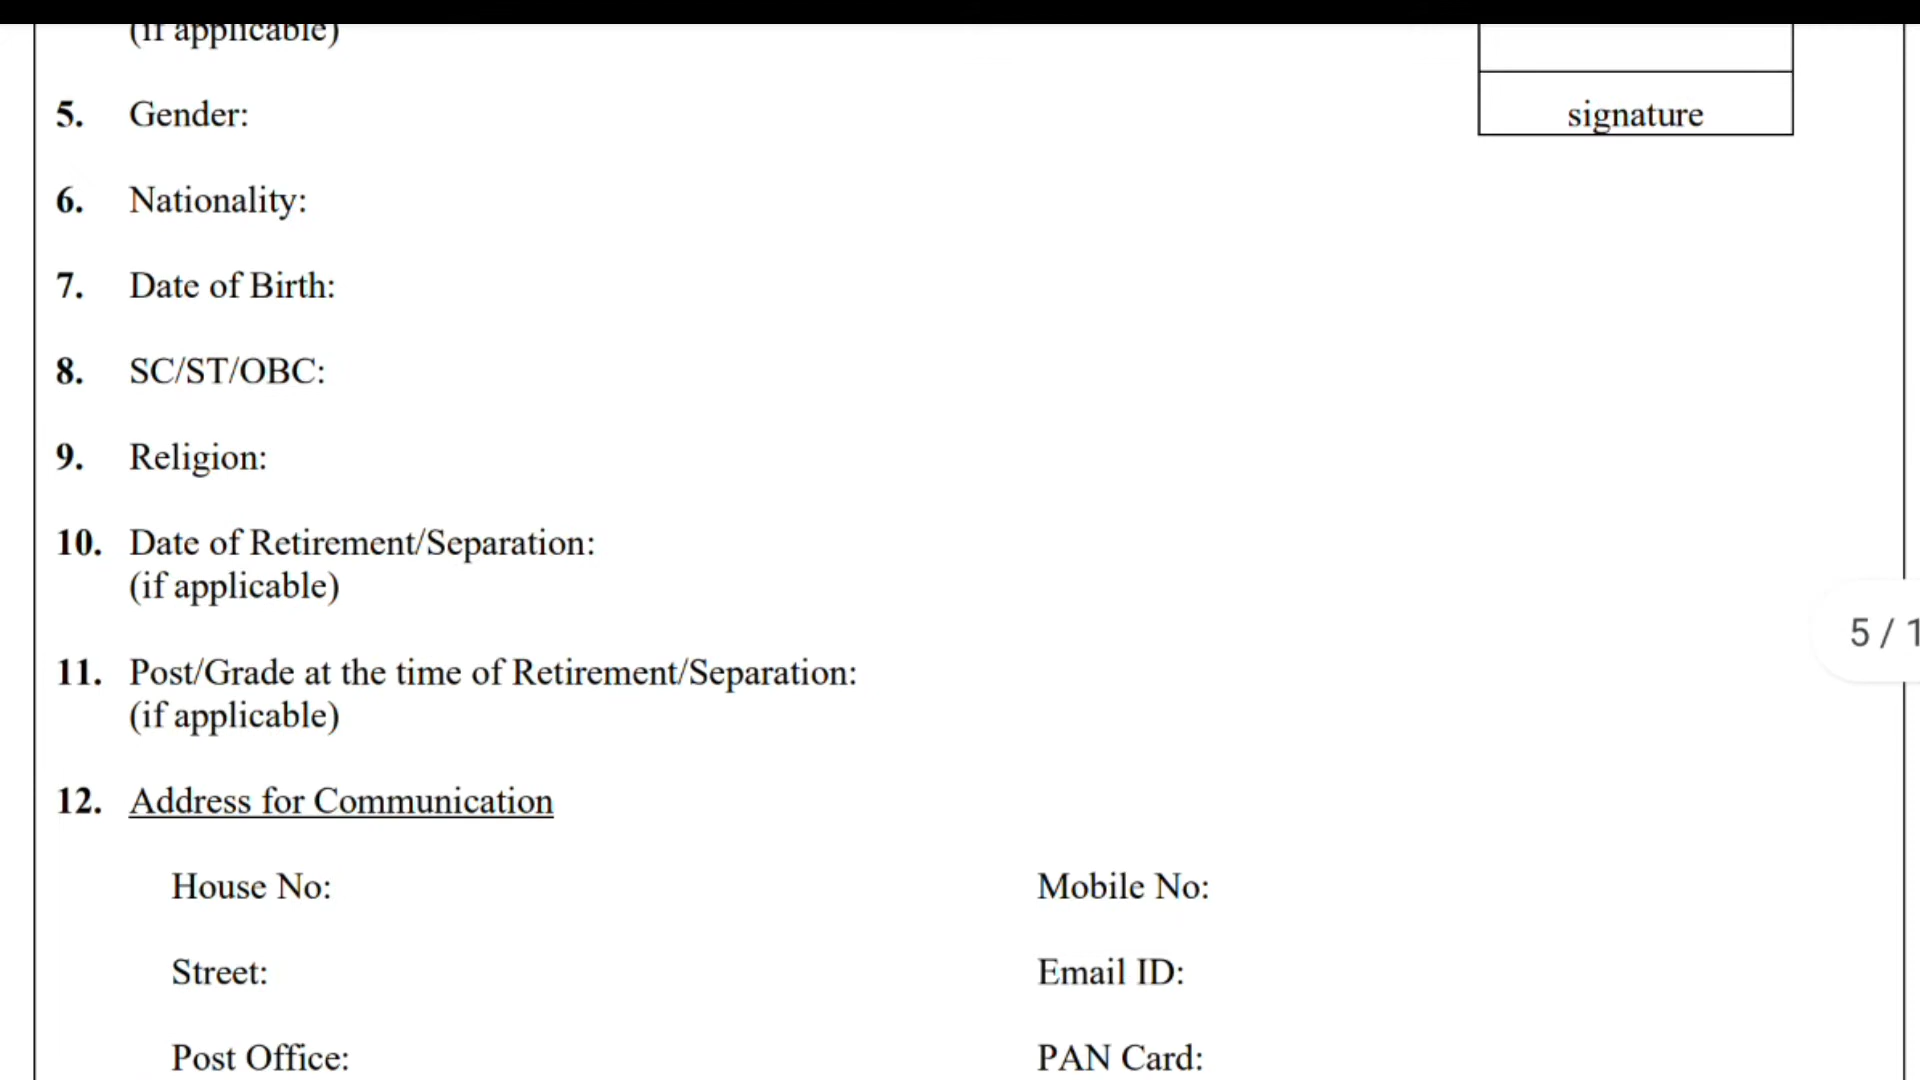 (if applicable)
5. Gender:
signature
6. Nationality:
7. Date of Birth:
8. SC/ST/OBC:
9. Religion:
10. Date of Retirement/Separation:
(if applicable)
5 / 1
11. Post/Grade at the time of Retirement/Separation:
(if applicable)
12. Address for Communication
House No: Mobile No:
Street: Email ID:
Post Office: PAN Card: